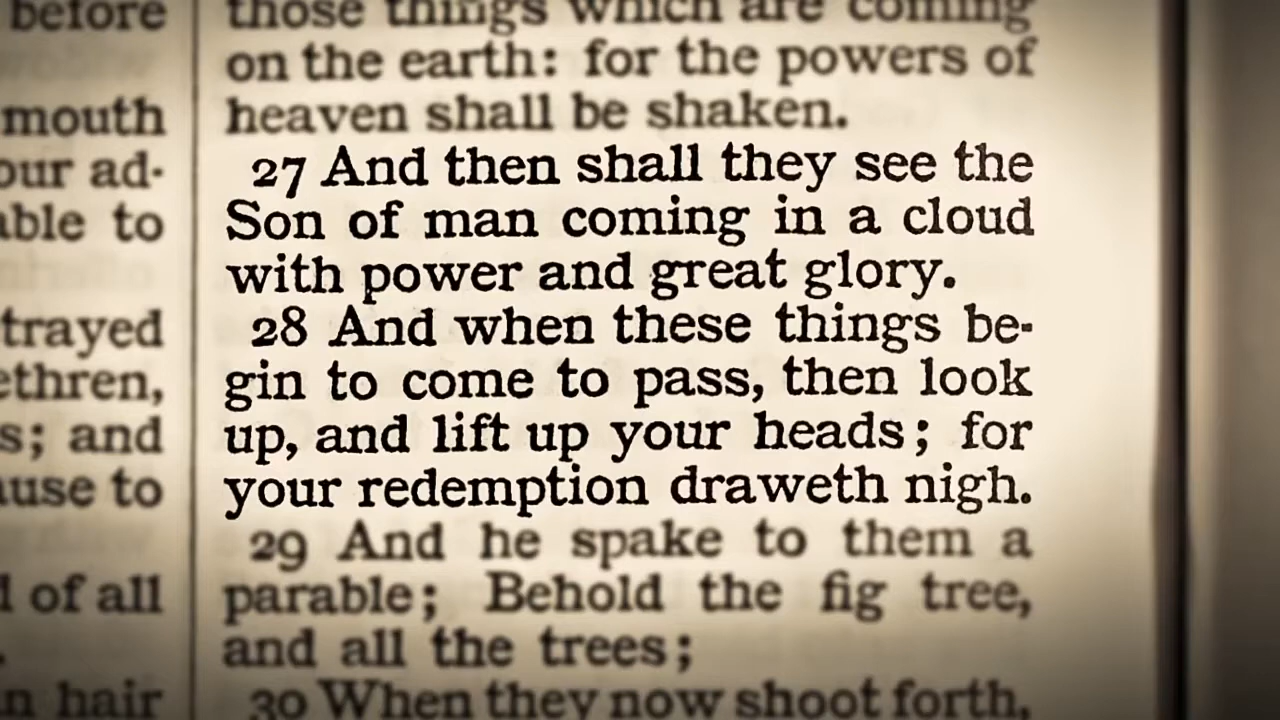 before
mouth
our ad-
able to
trayed
ethren,
s; and
ause to
d of all
n hair
those things which are coming
on the earth: for the powers of
heaven shall be shaken.
27 And then shall they see the
Son of man coming in a cloud
with power and great glory.
28 And when these things be-
gin to come to pass, then look
up, and lift up your heads; for
your redemption draweth nigh.
29 And he spake to them a
parable; Behold the fig tree,
and all the trees;
30 When they now shoot forth,